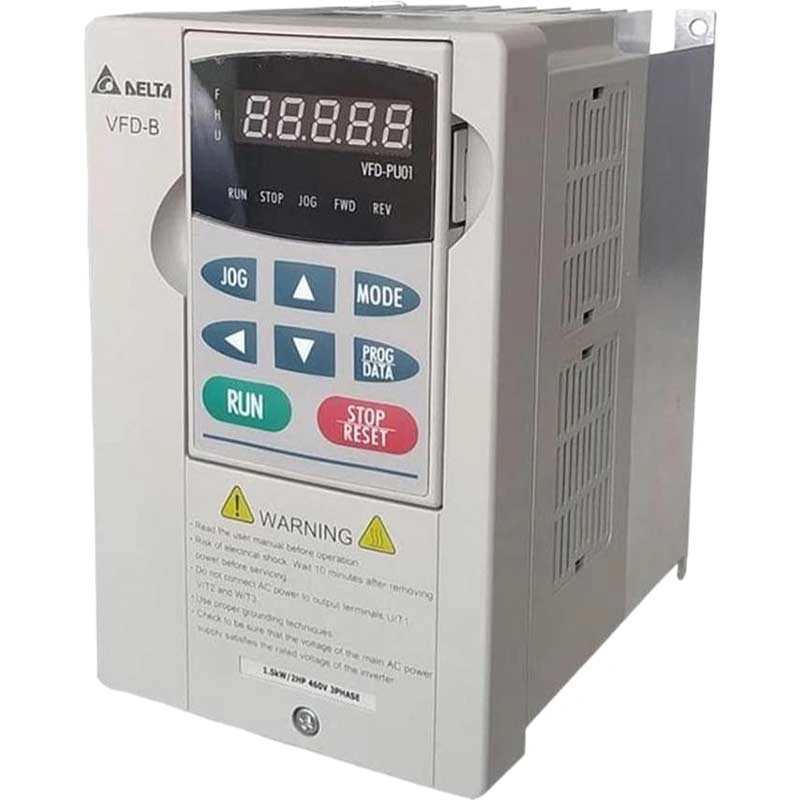 DELTA
VFD-B
F
H
U
8.8.8.8.8.
VFD-PU01
RUN STOP JOG FWD REV
JOG
MODE
PROG
DATA
RUN
STOP
RESET
WARNING
• Read the user manual before operation.
• Risk of electrical shock. Wait 10 minutes after removing
power before servicing.
• Do not connect AC power to output terminals, U/T1
V/T2 and W/T3.
• Use proper grounding techniques.
• Check to be sure that the voltage of the main AC power
supply satisfies the rated voltage of the inverter.
1.5kW/2HP 460V 3PHASE